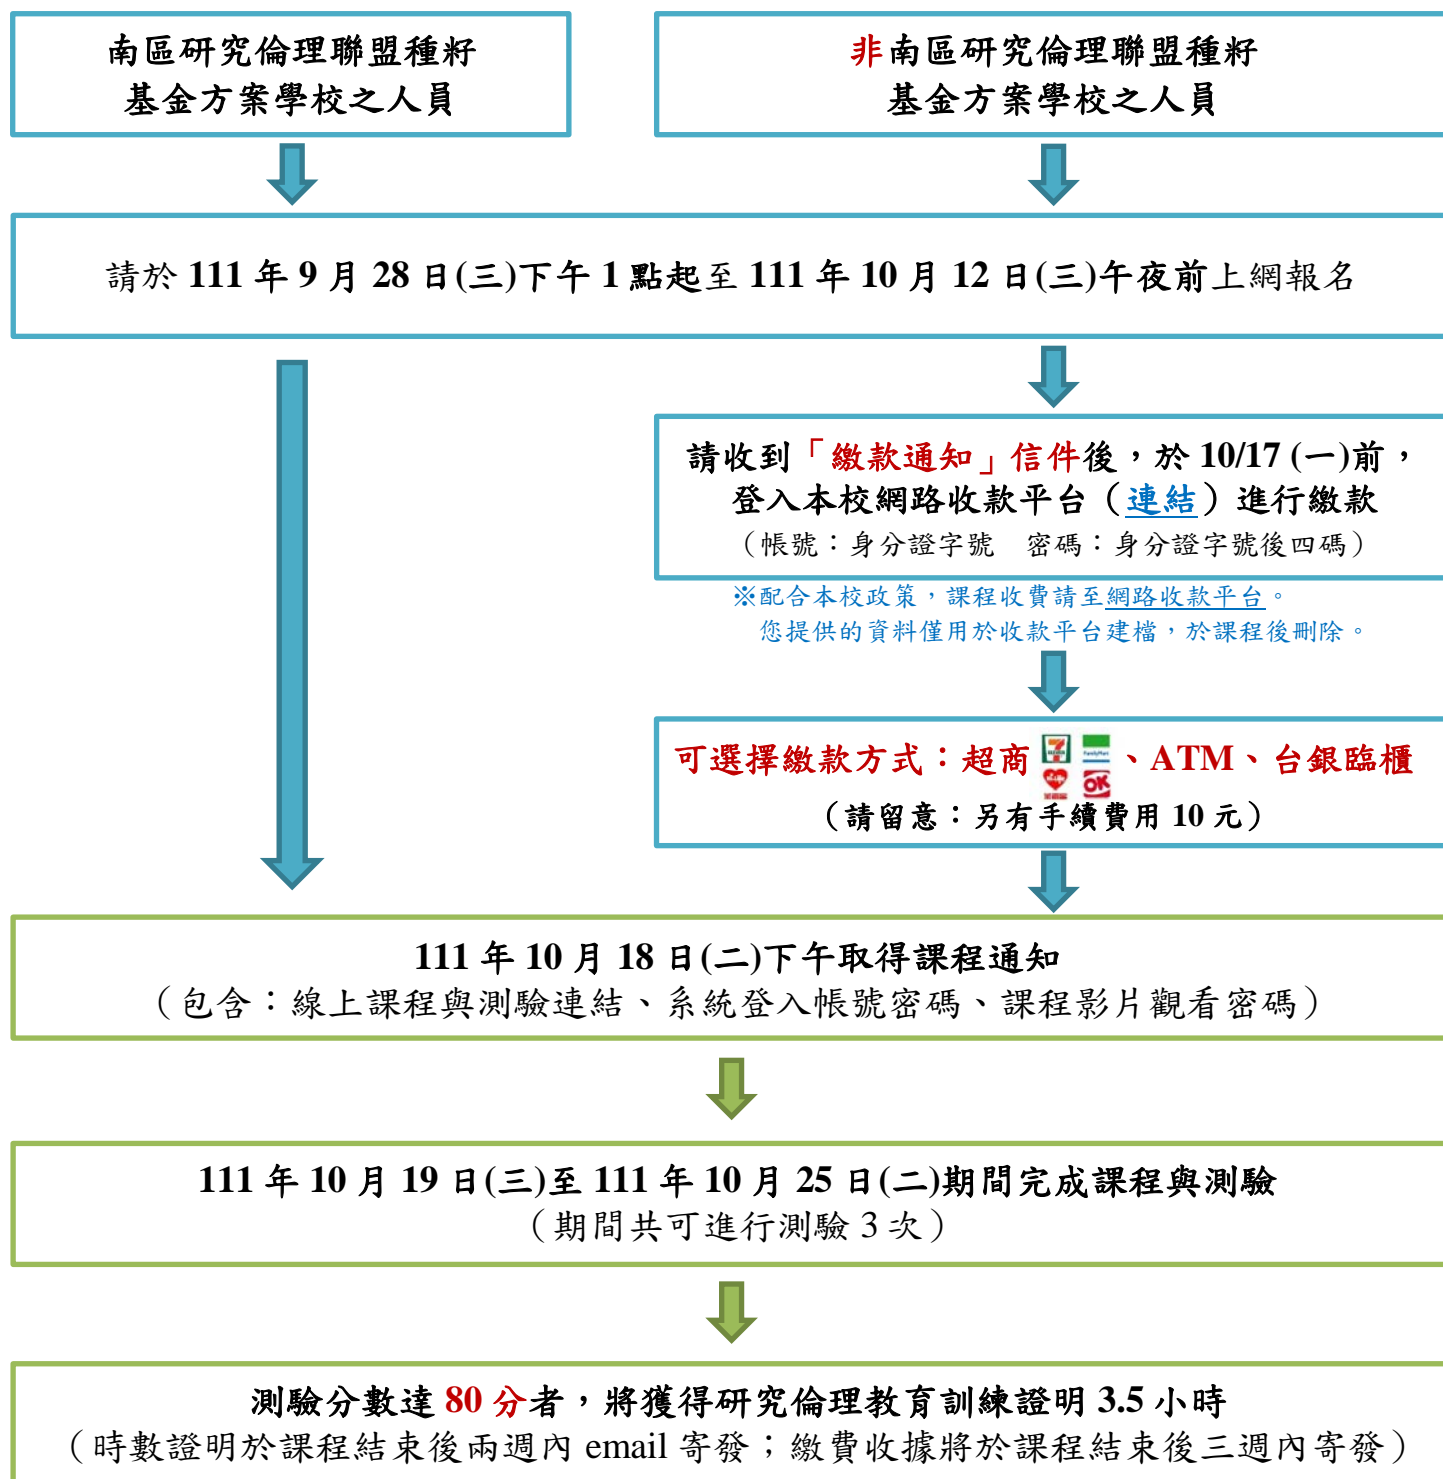 南區研究倫理聯盟種籽
基金方案學校之人員
非南區研究倫理聯盟種籽
基金方案學校之人員
請於 111 年 9 月 28 日(三)下午 1 點起至 111 年 10 月 12 日(三)午夜前上網報名
請收到「繳款通知」信件後，於 10/17 (一)前，
登入本校網路收款平台（連結）進行繳款
（帳號：身分證字號　密碼：身分證字號後四碼）
※配合本校政策，課程收費請至網路收款平台。
您提供的資料僅用於收款平台建檔，於課程後刪除。
可選擇繳款方式：超商 7 FamilyMart OK、ATM、台銀臨櫃
（請留意：另有手續費用 10 元）
111 年 10 月 18 日(二)下午取得課程通知
（包含：線上課程與測驗連結、系統登入帳號密碼、課程影片觀看密碼）
111 年 10 月 19 日(三)至 111 年 10 月 25 日(二)期間完成課程與測驗
（期間共可進行測驗 3 次）
測驗分數達 80 分者，將獲得研究倫理教育訓練證明 3.5 小時
（時數證明於課程結束後兩週內 email 寄發；繳費收據將於課程結束後三週內寄發）